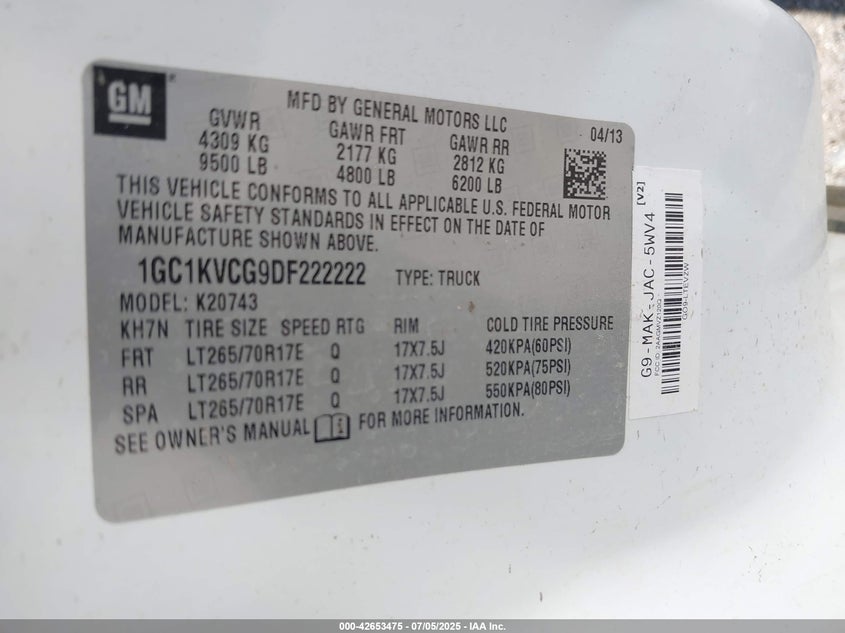 GM
MFD BY GENERAL MOTORS LLC
04/13
GVWR GAWR FRT GAWR RR
4309 KG 2177 KG 2812 KG
9500 LB 4800 LB 6200 LB
THIS VEHICLE CONFORMS TO ALL APPLICABLE U.S. FEDERAL MOTOR
VEHICLE SAFETY STANDARDS IN EFFECT ON THE DATE OF
MANUFACTURE SHOWN ABOVE.
1GC1KVCG9DF222222 TYPE: TRUCK
MODEL: K20743
KH7N TIRE SIZE SPEED RTG RIM COLD TIRE PRESSURE
FRT LT265/70R17E Q 17X7.5J 420KPA(60PSI)
RR LT265/70R17E Q 17X7.5J 520KPA(75PSI)
SPA LT265/70R17E Q 17X7.5J 550KPA(80PSI)
SEE OWNER'S MANUAL i FOR MORE INFORMATION.
G9-MAK-JAC-5WV4 [V2]
FCC ID:
000-42653475 - 07/05/2025 - IAA Inc.